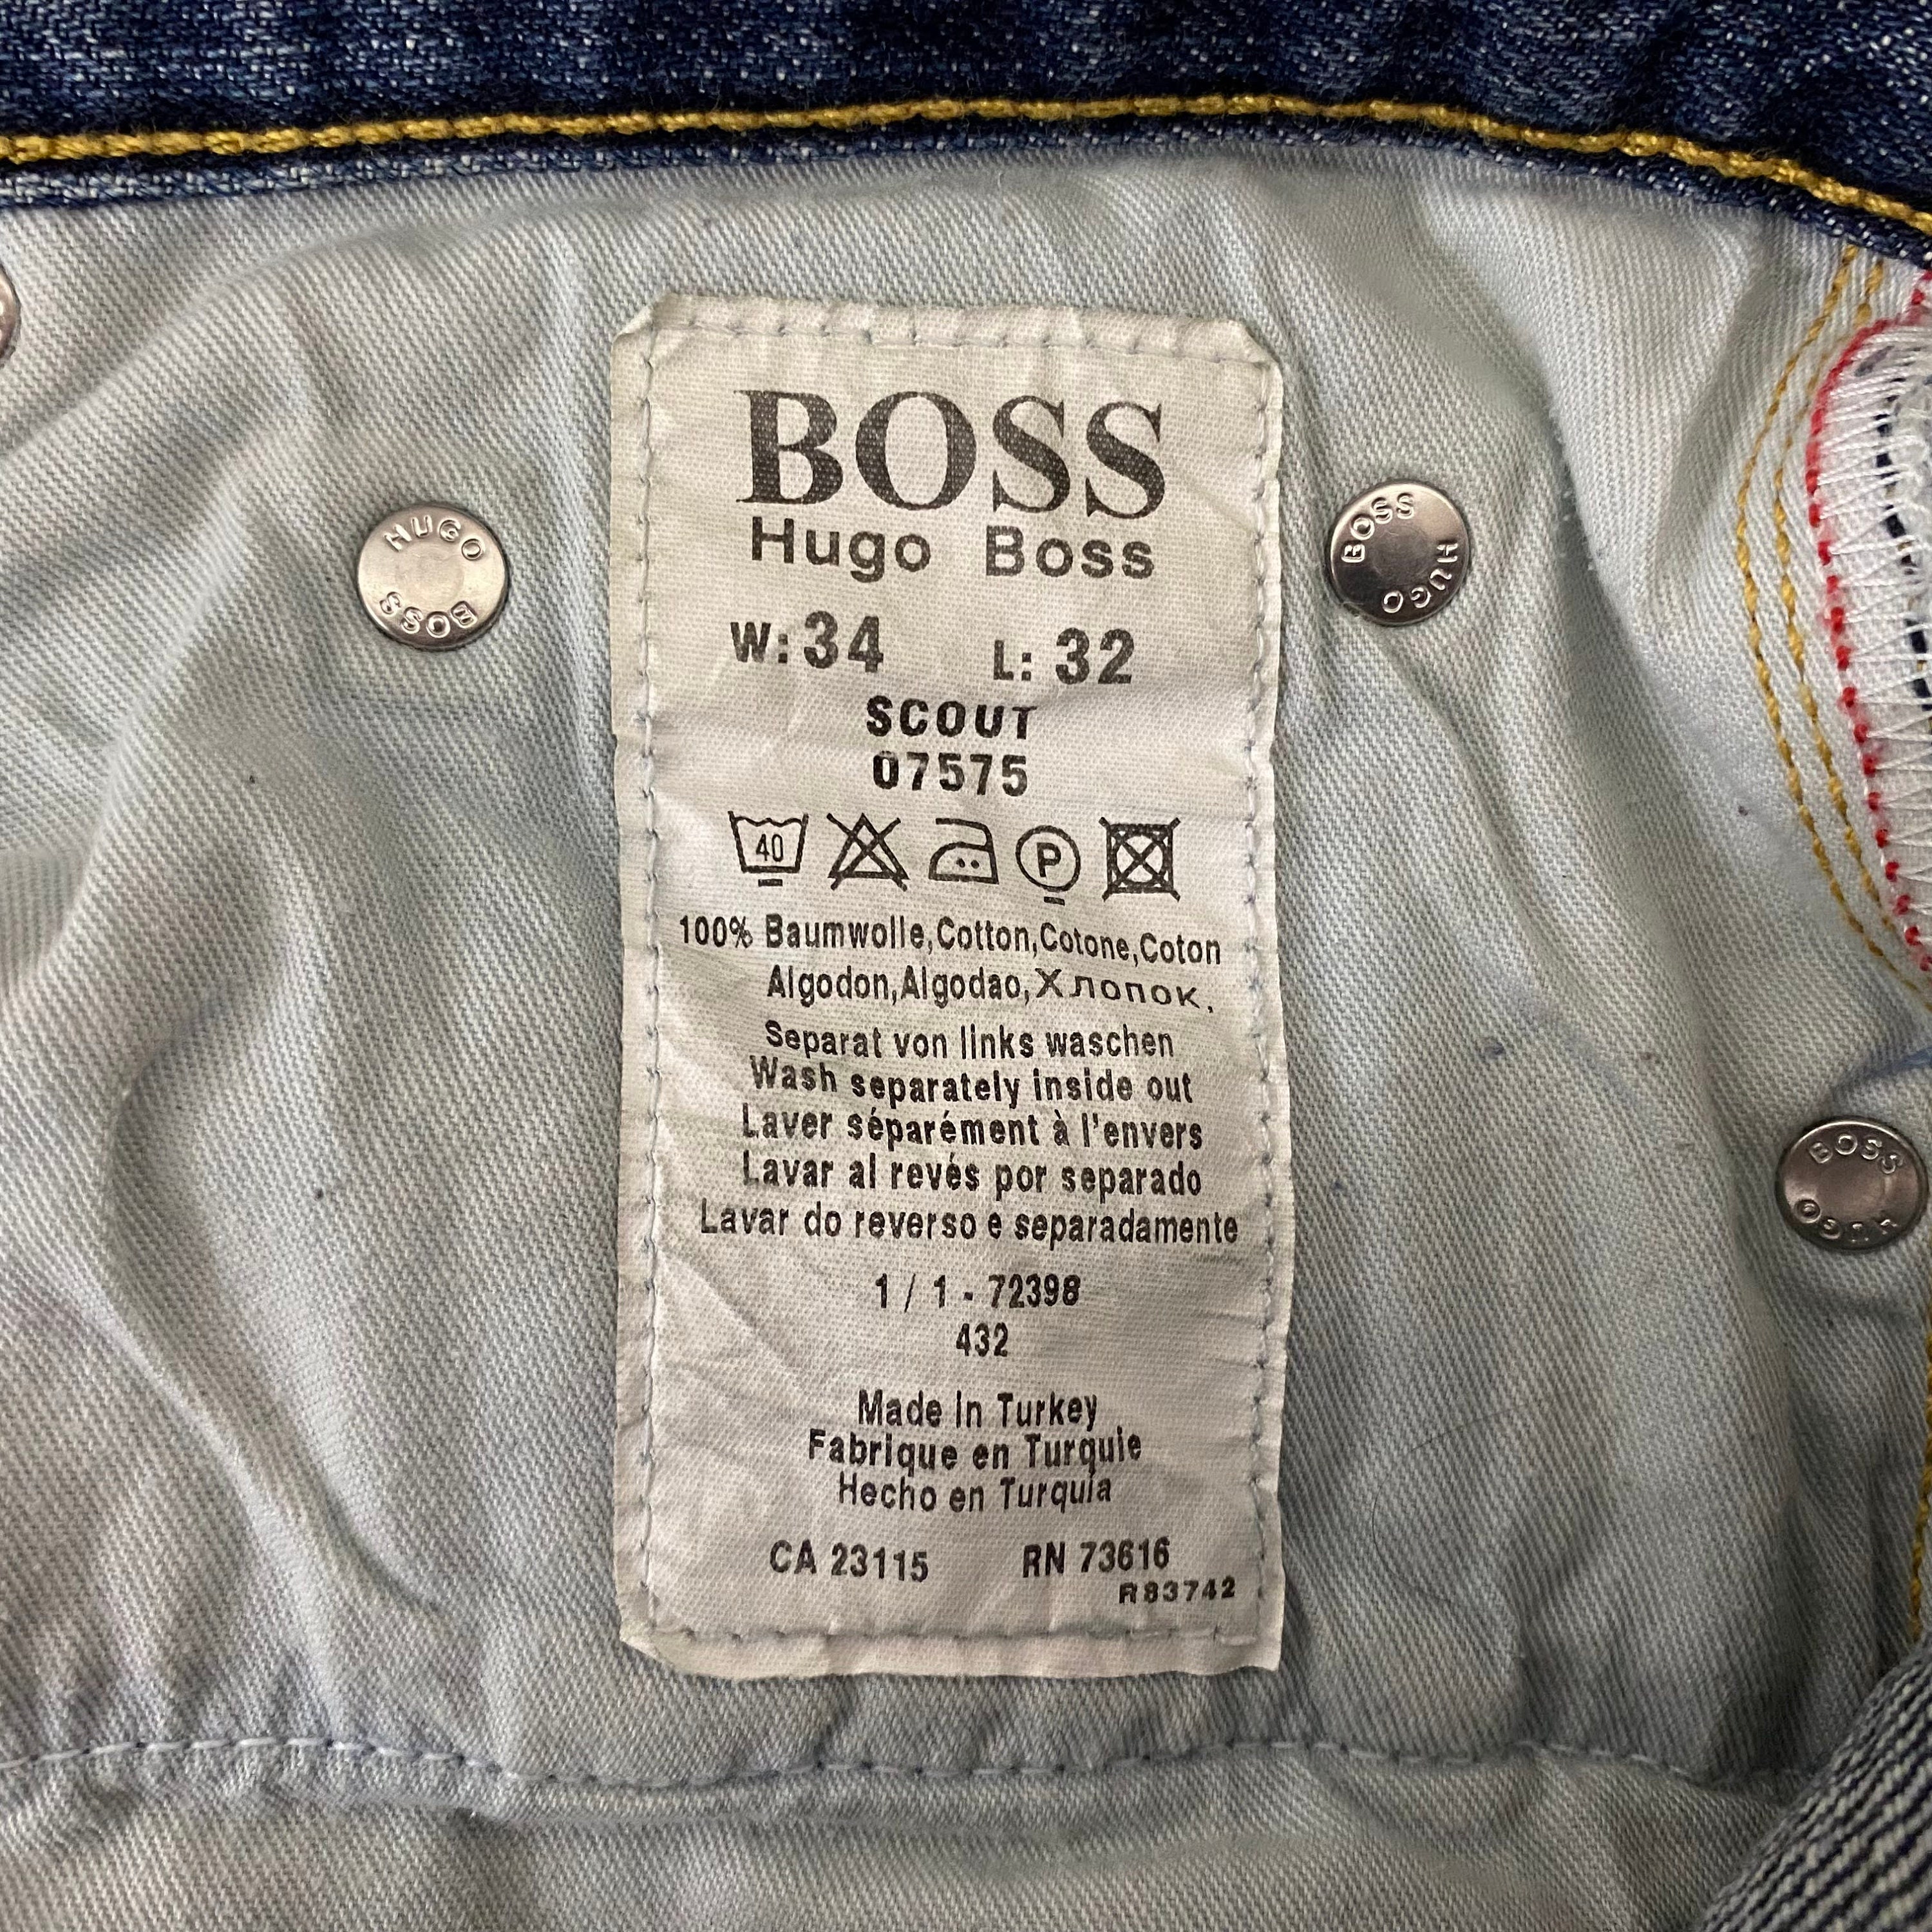 BOSS
Hugo Boss
W: 34 L: 32
SCOUT
07575
40
P
100% Baumwolle,Cotton,Cotone,Coton
Algodon,Algodao,Хлопок,
Separat von links waschen
Wash separately inside out
Laver séparément à l'envers
Lavar al revés por separado
Lavar do reverso e separadamente
1 / 1 - 72398
432
Made in Turkey
Fabrique en Turquie
Hecho en Turquía
CA 23115 RN 73616
R83742
HUGO
BOSS
BOSS
HUGO
BOSS
HUGO